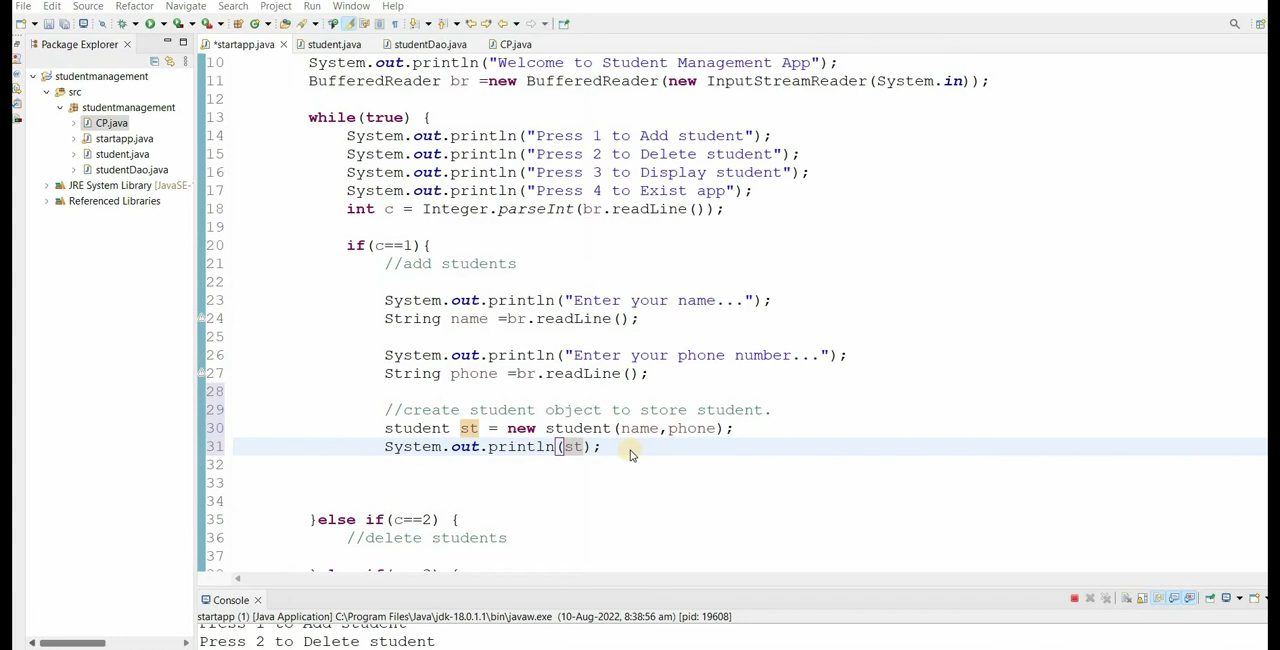 File Edit Source Refactor Navigate Search Project Run Window Help
Package Explorer
*startapp.java student.java studentDao.java CP.java
studentmanagement
src
studentmanagement
CP.java
startapp.java
student.java
studentDao.java
JRE System Library [JavaSE-
Referenced Libraries
10 System.out.println("Welcome to Student Management App");
11 BufferedReader br =new BufferedReader(new InputStreamReader(System.in));
12
13 while(true) {
14 System.out.println("Press 1 to Add student");
15 System.out.println("Press 2 to Delete student");
16 System.out.println("Press 3 to Display student");
17 System.out.println("Press 4 to Exist app");
18 int c = Integer.parseInt(br.readLine());
19
20 if(c==1){
21 //add students
22
23 System.out.println("Enter your name...");
24 String name =br.readLine();
25
26 System.out.println("Enter your phone number...");
27 String phone =br.readLine();
28
29 //create student object to store student.
30 student st = new student(name,phone);
31 System.out.println(st);
32
33
34
35 }else if(c==2) {
36 //delete students
37
Console
startapp (1) [Java Application] C:\Program Files\Java\jdk-18.0.1.1\bin\javaw.exe (10-Aug-2022, 8:38:56 am) [pid: 19608]
Press 1 to Add student
Press 2 to Delete student